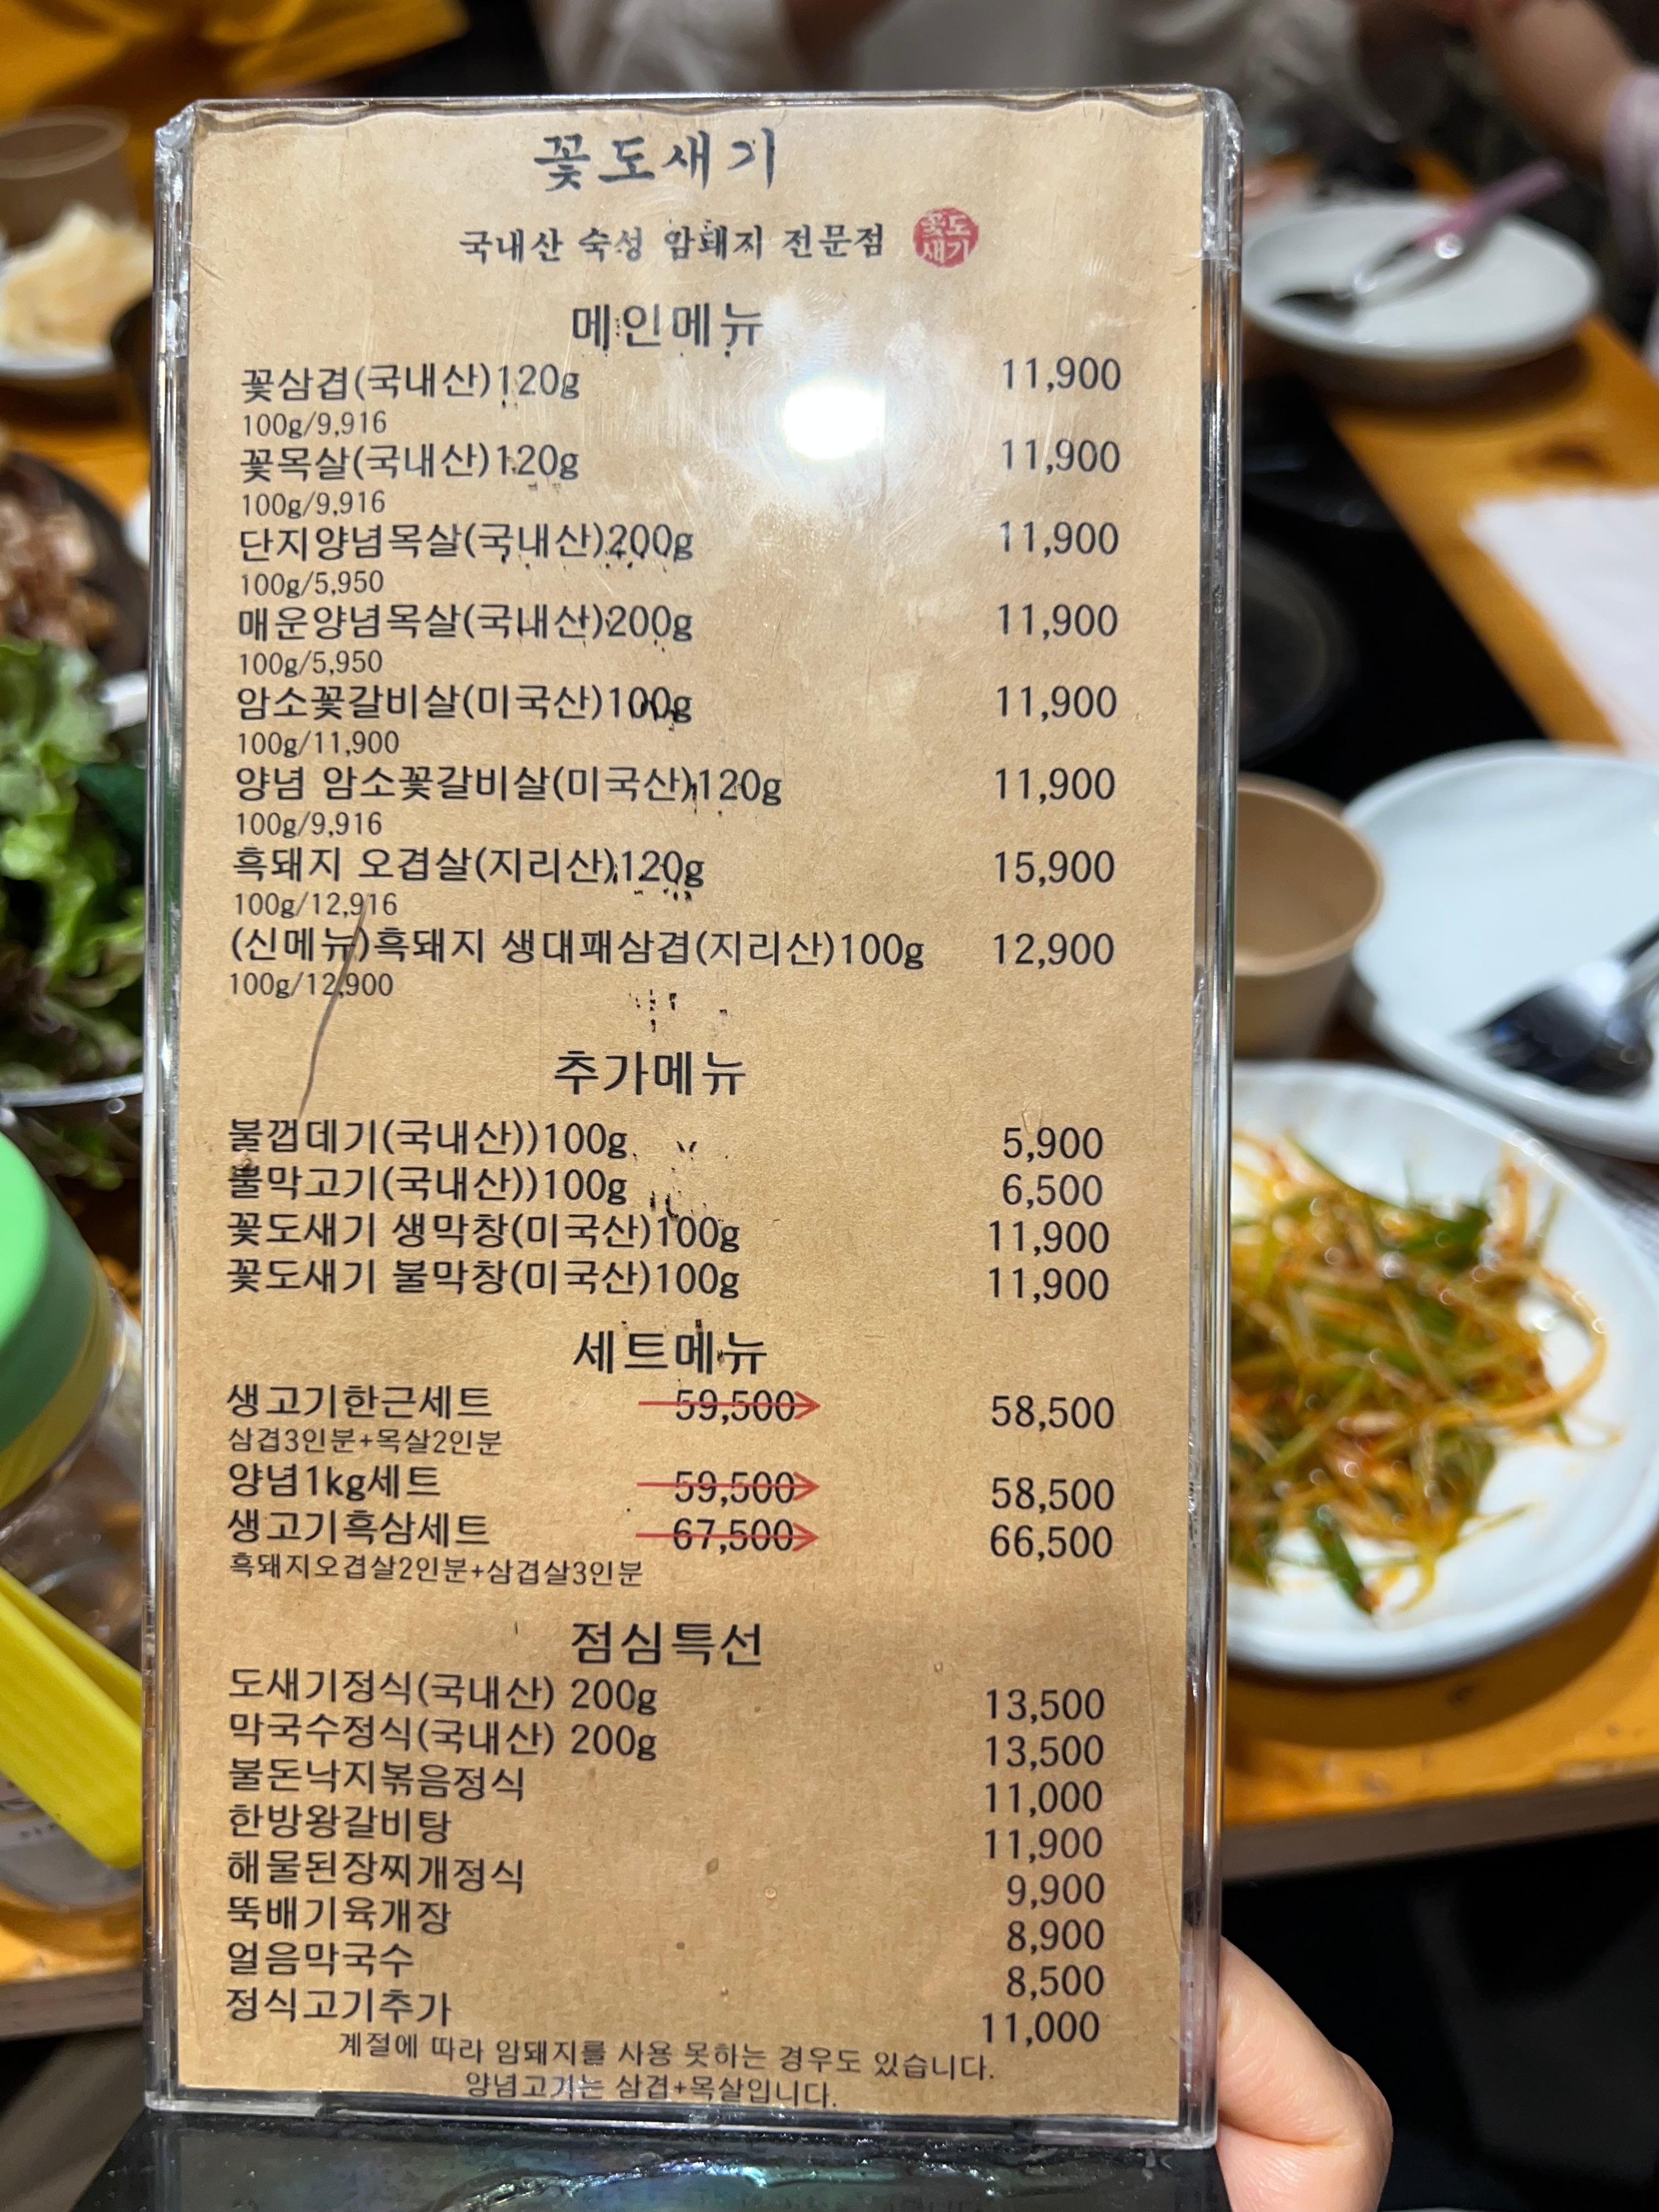 꽃도새기
국내산 숙성 암돼지 전문점 꽃도새기
메인메뉴
꽃삼겹(국내산)120g 11,900
100g/9,916
꽃목살(국내산)120g 11,900
100g/9,916
단지양념목살(국내산)200g 11,900
100g/5,950
매운양념목살(국내산)200g 11,900
100g/5,950
암소꽃갈비살(미국산)100g 11,900
100g/11,900
양념 암소꽃갈비살(미국산)120g 11,900
100g/9,916
흑돼지 오겹살(지리산)120g 15,900
100g/12,916
(신메뉴)흑돼지 생대패삼겹(지리산)100g 12,900
100g/12,900
추가메뉴
불껍데기(국내산))100g 5,900
불막고기(국내산))100g 6,500
꽃도새기 생막창(미국산)100g 11,900
꽃도새기 불막창(미국산)100g 11,900
세트메뉴
생고기한근세트 59,500 58,500
삼겹3인분+목살2인분
양념1kg세트 59,500 58,500
생고기흑삼세트 67,500 66,500
흑돼지오겹살2인분+삼겹살3인분
점심특선
도새기정식(국내산) 200g 13,500
막국수정식(국내산) 200g 13,500
불돈낙지볶음정식 11,000
한방왕갈비탕 11,900
해물된장찌개정식 9,900
뚝배기육개장 8,900
얼음막국수 8,500
정식고기추가 11,000
계절에 따라 암돼지를 사용 못하는 경우도 있습니다.
양념고기는 삼겹+목살입니다.